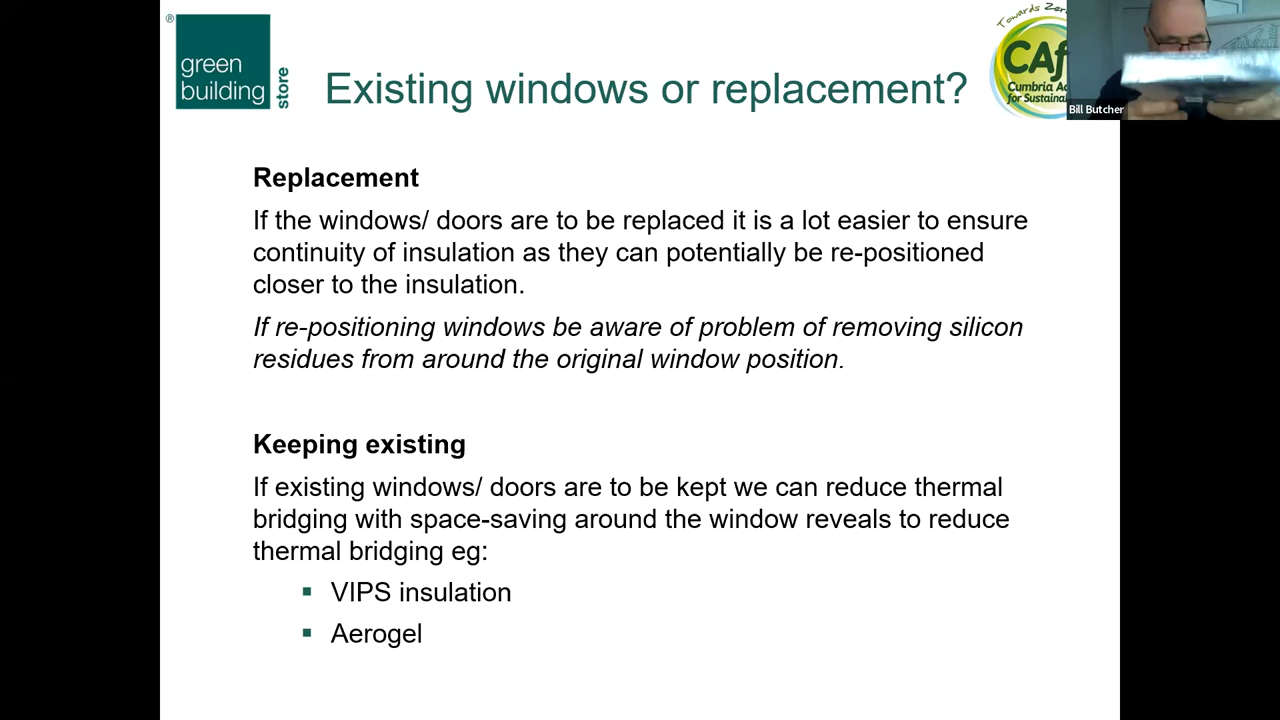 ®
green
building
store
Existing windows or replacement?
Towards
CAf
Cumbria
for
Bill Butcher
Replacement
If the windows/ doors are to be replaced it is a lot easier to ensure
continuity of insulation as they can potentially be re-positioned
closer to the insulation.
If re-positioning windows be aware of problem of removing silicon
residues from around the original window position.
Keeping existing
If existing windows/ doors are to be kept we can reduce thermal
bridging with space-saving around the window reveals to reduce
thermal bridging eg:
VIPS insulation
Aerogel